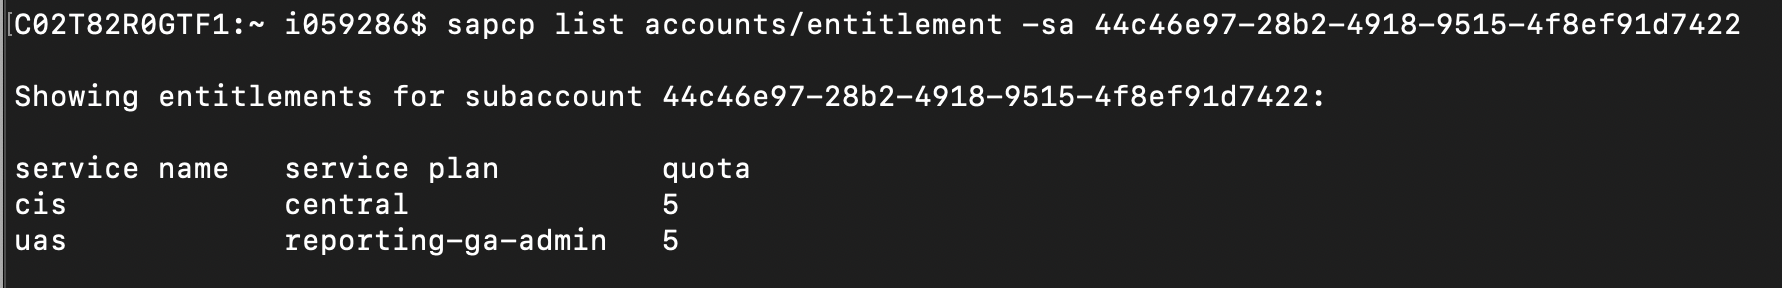 [C02T82R0GTF1:~ i059286$ sapcp list accounts/entitlement -sa 44c46e97-28b2-4918-9515-4f8ef91d7422
Showing entitlements for subaccount 44c46e97-28b2-4918-9515-4f8ef91d7422:
service name   service plan         quota
cis            central              5
uas            reporting-ga-admin   5